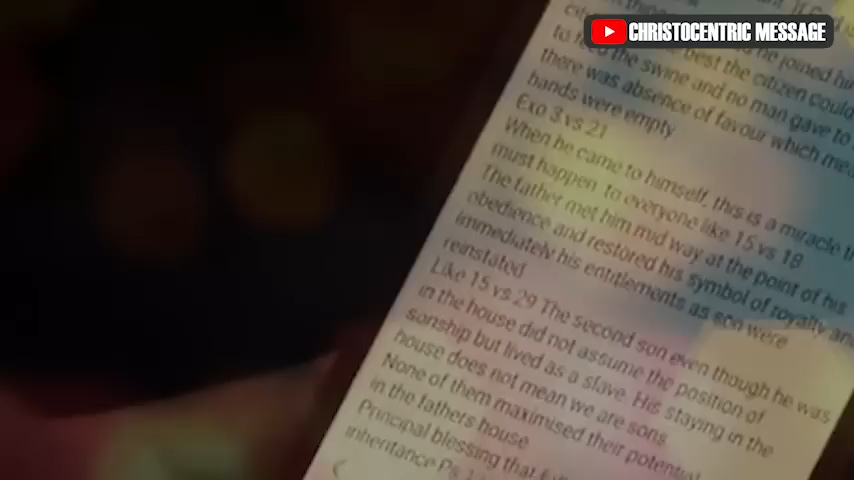 CHRISTOCENTRIC MESSAGE
he joined
best the citizen could
to feed the swine and no man gave to
there was absence of favour which
hands were empty
Exo 3 vs 21
When he came to himself, this is a miracle
must happen to everyone like 15 vs 18
The father met him mid way at the point of his
obedience and restored his symbol of royalty and
immediately his entitlements as son were
reinstated
Like 15 vs 29 The second son even though he was
in the house did not assume the position of
sonship but lived as a slave. His staying in the
house does not mean we are sons
None of them maximised their potential
in the fathers house
Principal blessing that
inheritance Ps